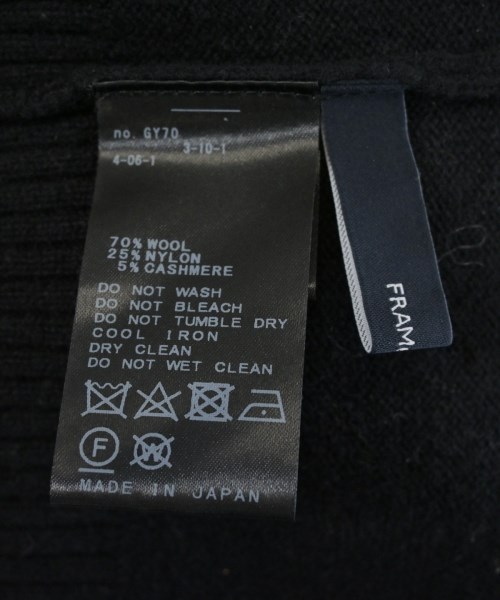 no. GY70
3-10-1
4-06-1
70% WOOL
25% NYLON
5% CASHMERE
DO NOT WASH
DO NOT BLEACH
DO NOT TUMBLE DRY
COOL IRON
DRY CLEAN
DO NOT WET CLEAN
F W
MADE IN JAPAN
FRAM